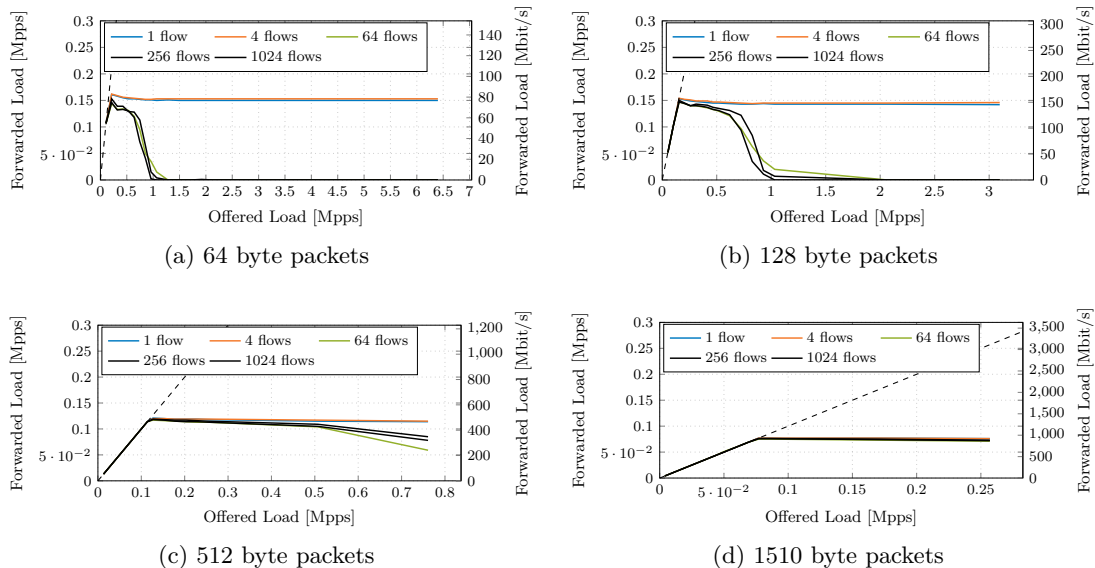 0.3
0.25
0.2
0.15
0.1
5 · 10⁻²
0
Forwarded Load [Mpps]
1 flow 4 flows 64 flows
256 flows 1024 flows
140
120
100
80
60
40
20
0
Forwarded Load [Mbit/s]
0 0.5 1 1.5 2 2.5 3 3.5 4 4.5 5 5.5 6 6.5 7
Offered Load [Mpps]
(a) 64 byte packets
0.3
0.25
0.2
0.15
0.1
5 · 10⁻²
0
Forwarded Load [Mpps]
1 flow 4 flows 64 flows
256 flows 1024 flows
300
250
200
150
100
50
0
Forwarded Load [Mbit/s]
0 0.5 1 1.5 2 2.5 3
Offered Load [Mpps]
(b) 128 byte packets
0.3
0.25
0.2
0.15
0.1
5 · 10⁻²
0
Forwarded Load [Mpps]
1 flow 4 flows 64 flows
256 flows 1024 flows
1,200
1,000
800
600
400
200
0
Forwarded Load [Mbit/s]
0 0.1 0.2 0.3 0.4 0.5 0.6 0.7 0.8
Offered Load [Mpps]
(c) 512 byte packets
0.3
0.25
0.2
0.15
0.1
5 · 10⁻²
0
Forwarded Load [Mpps]
1 flow 4 flows 64 flows
256 flows 1024 flows
3,500
3,000
2,500
2,000
1,500
1,000
500
0
Forwarded Load [Mbit/s]
0 5 · 10⁻² 0.1 0.15 0.2 0.25
Offered Load [Mpps]
(d) 1510 byte packets